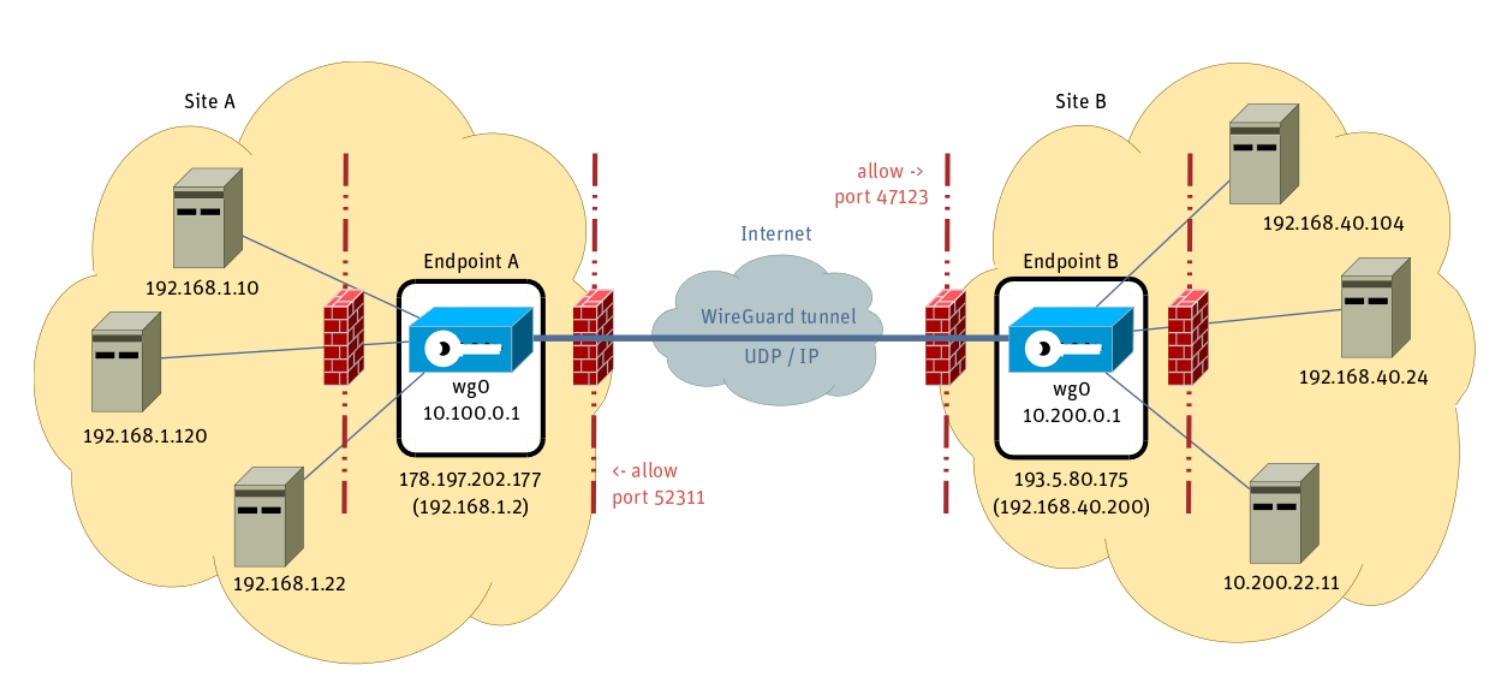 Site A
Site B
allow ->
port 47123
192.168.40.104
Internet
Endpoint A
Endpoint B
192.168.1.10
WireGuard tunnel
UDP / IP
192.168.40.24
wg0
10.100.0.1
wg0
10.200.0.1
192.168.1.120
178.197.202.177
(192.168.1.2)
<- allow
port 52311
193.5.80.175
(192.168.40.200)
192.168.1.22
10.200.22.11